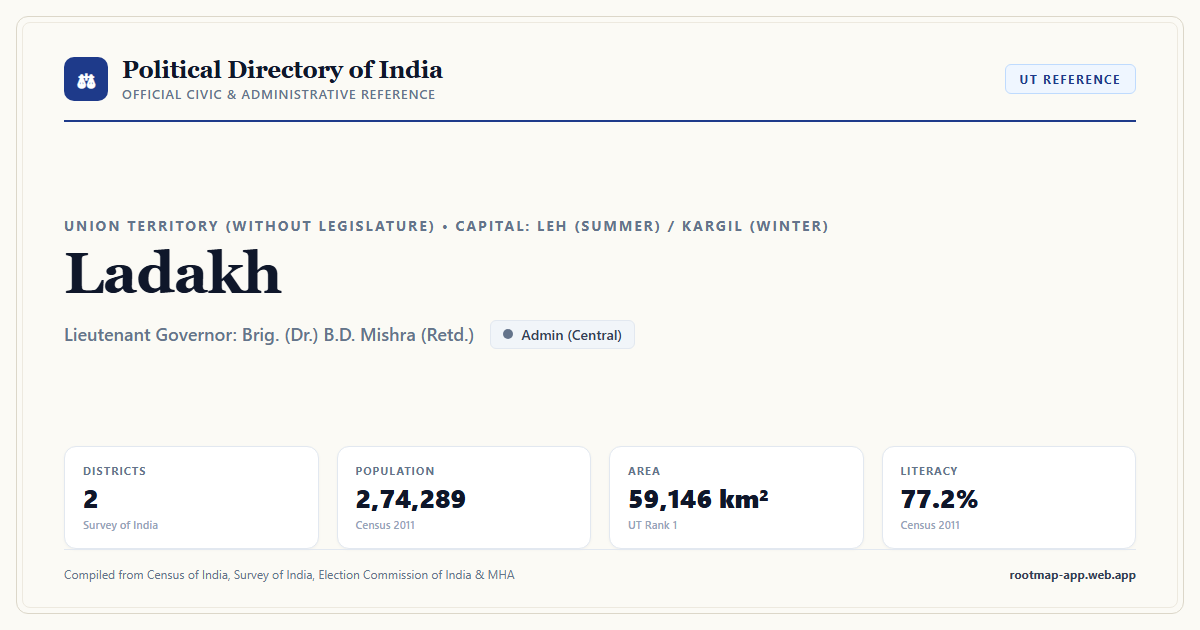 Political Directory of India
OFFICIAL CIVIC & ADMINISTRATIVE REFERENCE
UT REFERENCE
UNION TERRITORY (WITHOUT LEGISLATURE) • CAPITAL: LEH (SUMMER) / KARGIL (WINTER)
Ladakh
Lieutenant Governor: Brig. (Dr.) B.D. Mishra (Retd.)
Admin (Central)
DISTRICTS
2
Survey of India
POPULATION
2,74,289
Census 2011
AREA
59,146 km²
UT Rank 1
LITERACY
77.2%
Census 2011
Compiled from Census of India, Survey of India, Election Commission of India & MHA
rootmap-app.web.app